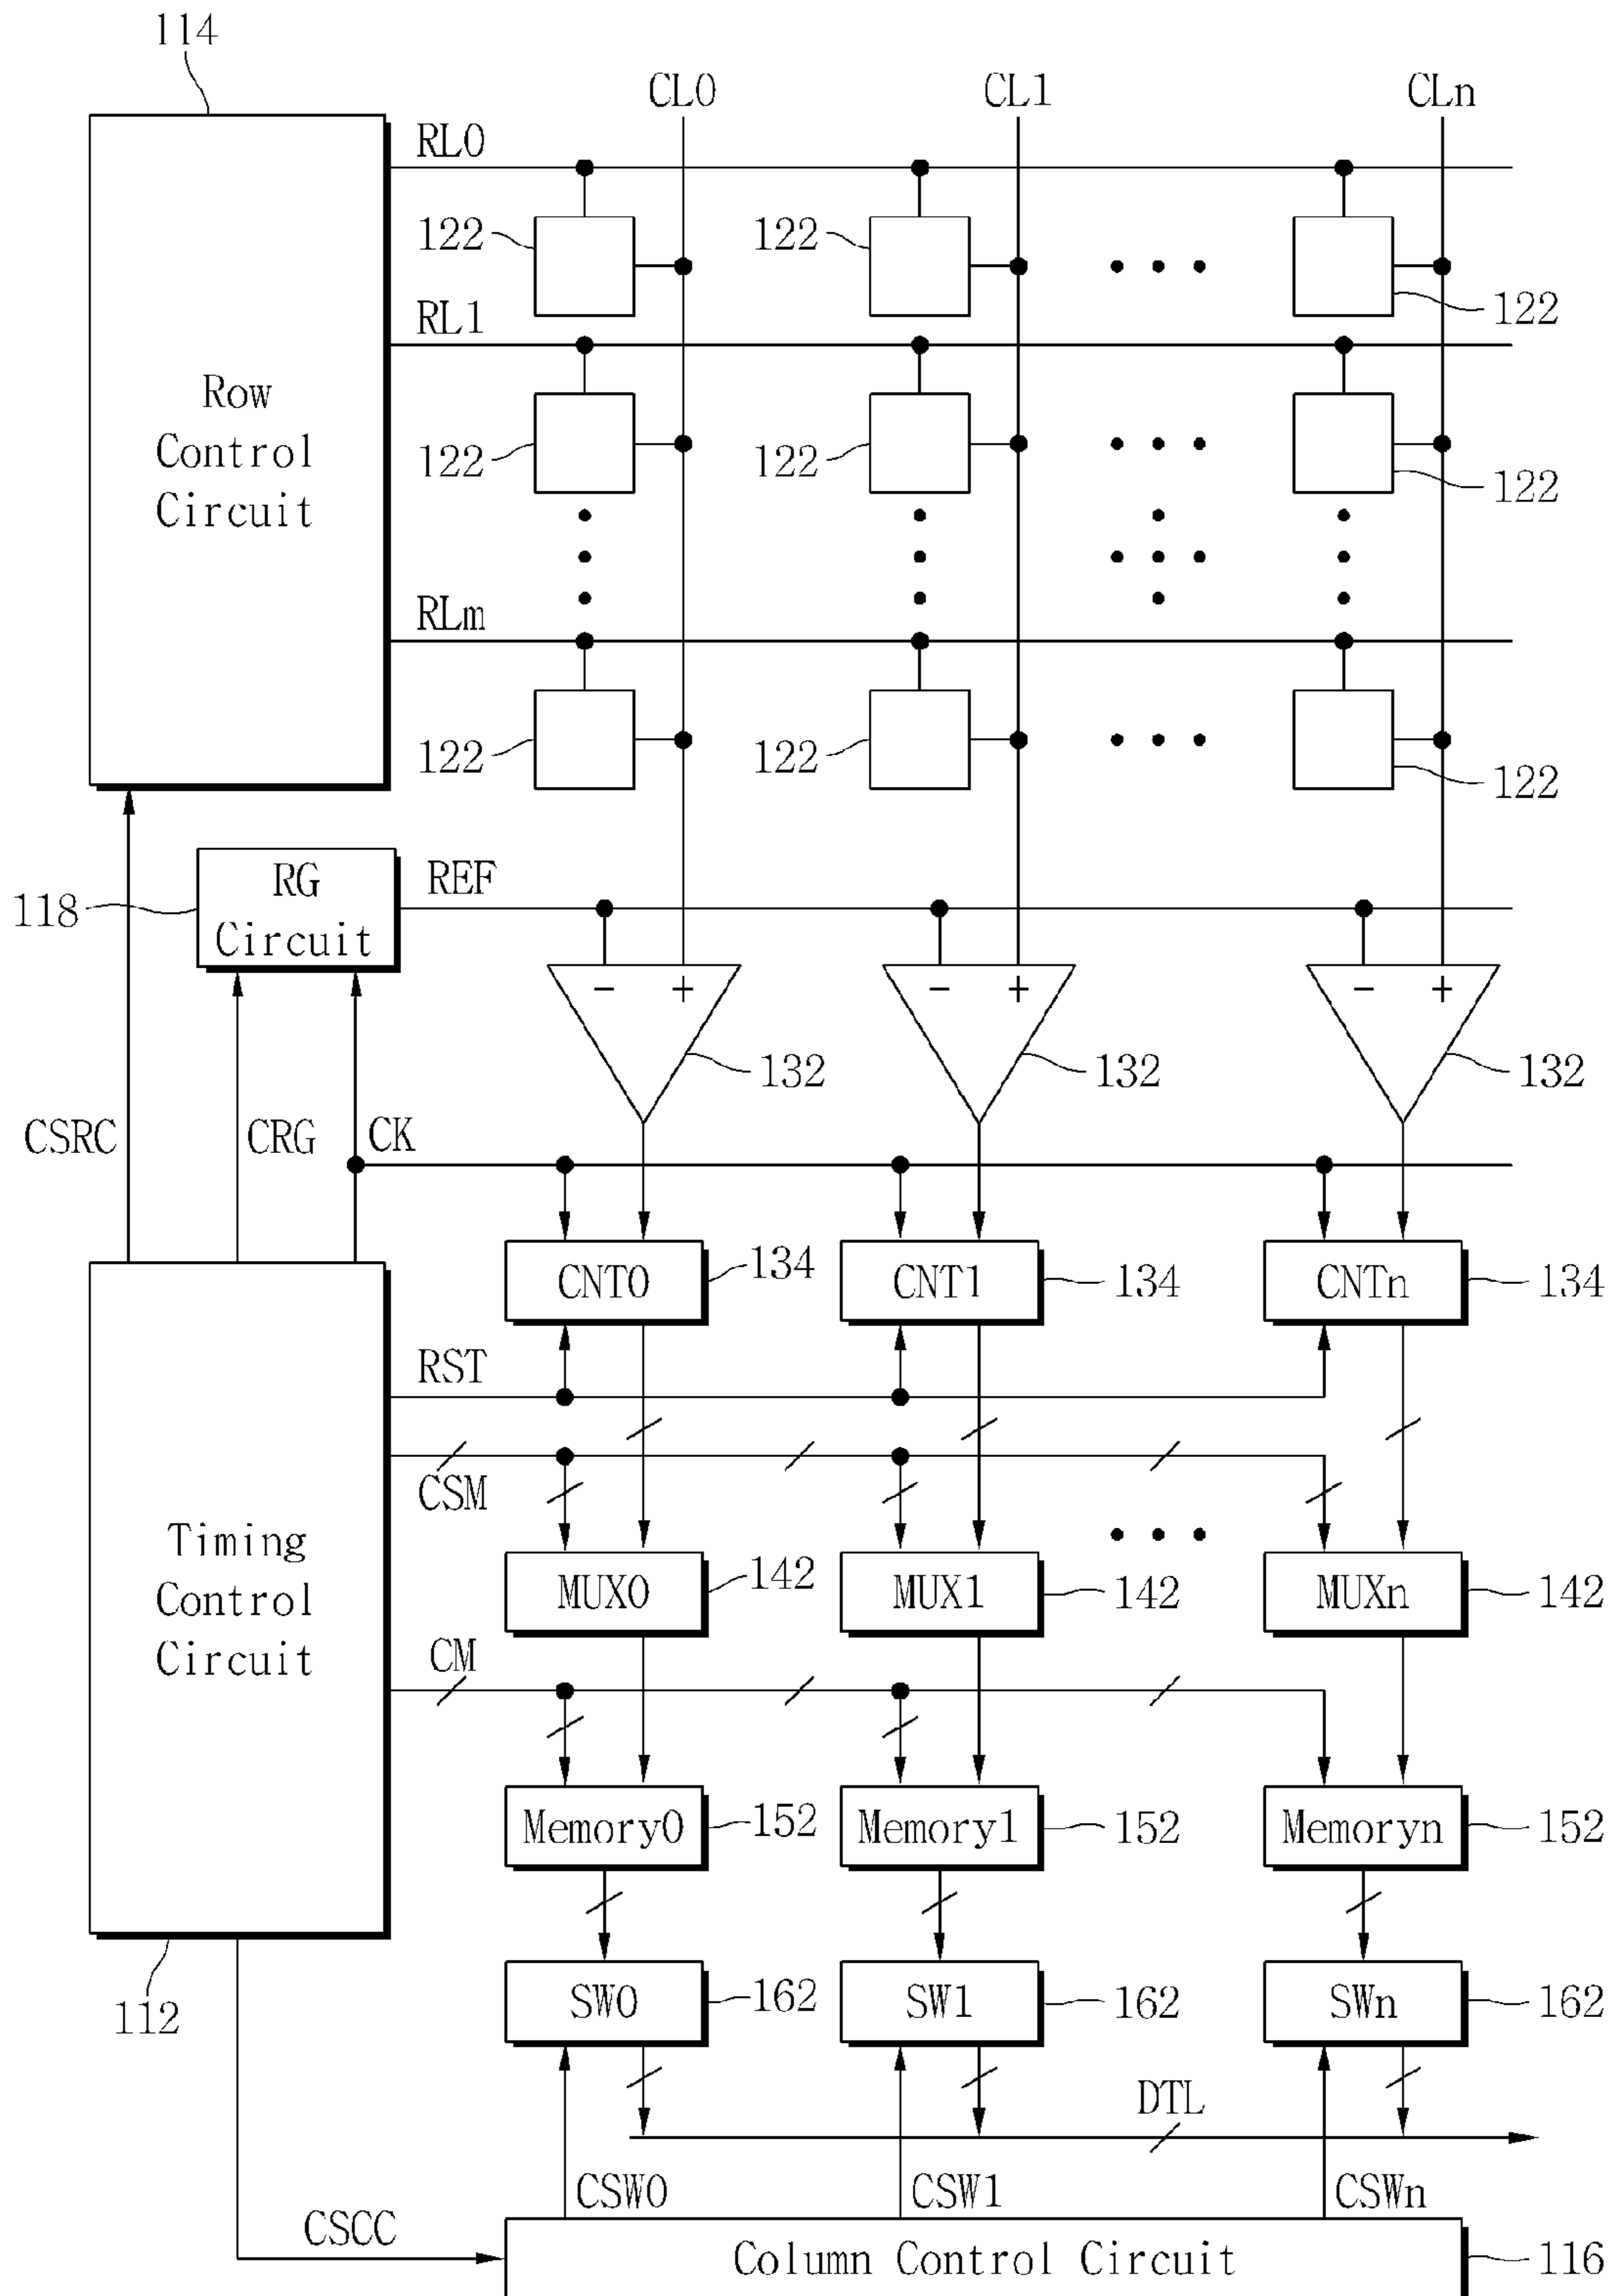 114
CL0 CL1 CLn
RL0
122 122 122
RL1
Row
Control
Circuit
122 122 122
RLm
122 122 122
118
RG
Circuit
REF
- + - + - +
132 132 132
CSRC CRG CK
CNT0 134 CNT1 134 CNTn 134
RST
CSM
Timing
Control
Circuit
MUX0 142 MUX1 142 MUXn 142
CM
Memory0 152 Memory1 152 Memoryn 152
112
SW0 162 SW1 162 SWn 162
DTL
CSW0 CSW1 CSWn
CSCC
Column Control Circuit 116